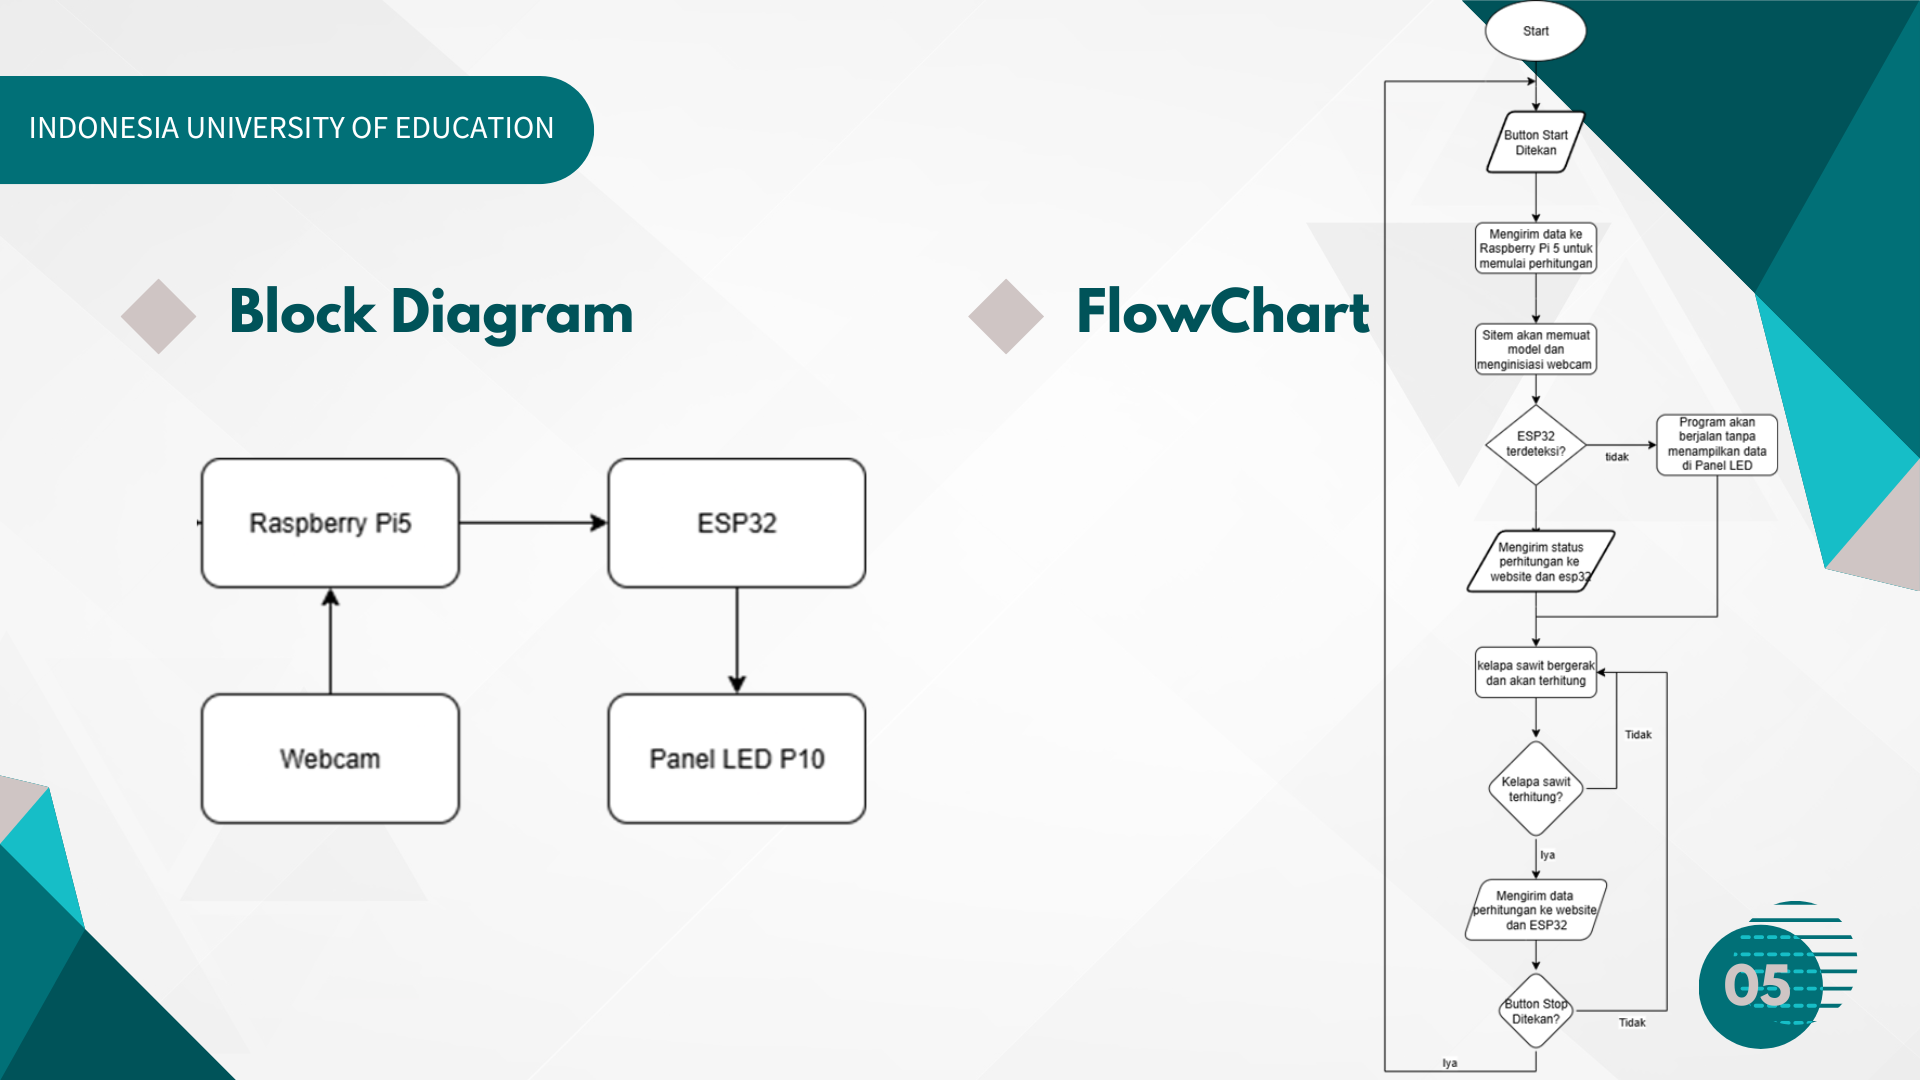 INDONESIA UNIVERSITY OF EDUCATION
Block Diagram
Raspberry Pi5
ESP32
Webcam
Panel LED P10
FlowChart
Start
Button Start
Ditekan
Mengirim data ke
Raspberry Pi 5 untuk
memulai perhitungan
Sitem akan memuat
model dan
menginisiasi webcam
ESP32
terdeteksi?
tidak
Program akan
berjalan tanpa
menampilkan data
di Panel LED
Mengirim status
perhitungan ke
website dan esp32
kelapa sawit bergerak
dan akan terhitung
Tidak
Kelapa sawit
terhitung?
Iya
Mengirim data
perhitungan ke website
dan ESP32
Button Stop
Ditekan?
Tidak
Iya
05